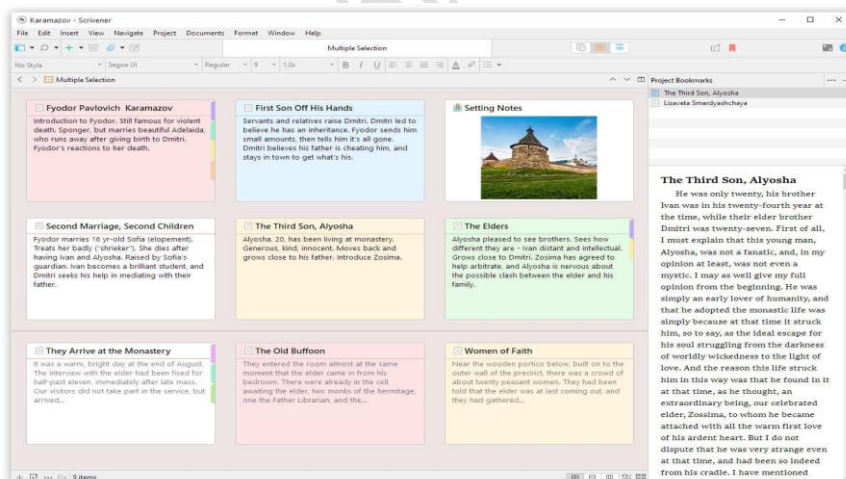 Karamazov - Scrivener
File Edit Insert View Navigate Project Documents Format Window Help
Multiple Selection
No Style Segoe UI Regular 9 1.0x B I U A
Multiple Selection
Project Bookmarks
The Third Son, Alyosha
Lizaveta Smerdyashchaya
Fyodor Pavlovich Karamazov
Introduction to Fyodor. Still famous for violent
death. Sponger, but marries beautiful Adelaida,
who runs away after giving birth to Dmitri.
Fyodor's reactions to her death.
First Son Off His Hands
Servants and relatives raise Dmitri. Dmitri led to
believe he has an inheritance. Fyodor sends him
small amounts, then tells him it's all gone.
Dmitri believes his father is cheating him, and
stays in town to get what's his.
Setting Notes
Second Marriage, Second Children
Fyodor marries 16 yr-old Sofia (elopement).
Treats her badly ("shrieker"). She dies after
having Ivan and Alyosha. Raised by Sofia's
guardian. Ivan becomes a brilliant student, and
Dmitri seeks his help in mediating with their
father.
The Third Son, Alyosha
Alyosha, 20, has been living at monastery.
Generous, kind, innocent. Moves back and
grows close to his father. Introduce Zosima.
The Elders
Alyosha pleased to see brothers. Sees how
different they are - Ivan distant and intellectual.
Grows close to Dmitri. Zosima has agreed to
help arbitrate, and Alyosha is nervous about
the possible clash between the elder and his
family.
They Arrive at the Monastery
It was a warm, bright day at the end of August.
The interview with the elder had been fixed for
half-past eleven, immediately after late mass.
Our visitors did not take part in the service, but
arrived...
The Old Buffoon
They entered the room almost at the same
moment that the elder came in from his
bedroom. There were already in the cell,
awaiting the elder, two monks of the hermitage,
one the Father Librarian, and the...
Women of Faith
Near the wooden portico below, built on to the
outer wall of the precinct, there was a crowd of
about twenty peasant women. They had been
told that the elder was at last coming out, and
they had gathered...
The Third Son, Alyosha
He was only twenty, his brother
Ivan was in his twenty-fourth year at
the time, while their elder brother
Dmitri was twenty-seven. First of all,
I must explain that this young man,
Alyosha, was not a fanatic, and, in my
opinion at least, was not even a
mystic. I may as well give my full
opinion from the beginning. He was
simply an early lover of humanity, and
that he adopted the monastic life was
simply because at that time it struck
him, so to say, as the ideal escape for
his soul struggling from the darkness
of worldly wickedness to the light of
love. And the reason this life struck
him in this way was that he found in it
at that time, as he thought, an
extraordinary being, our celebrated
elder, Zossima, to whom he became
attached with all the warm first love
of his ardent heart. But I do not
dispute that he was very strange even
at that time, and had been so indeed
from his cradle. I have mentioned
9 items